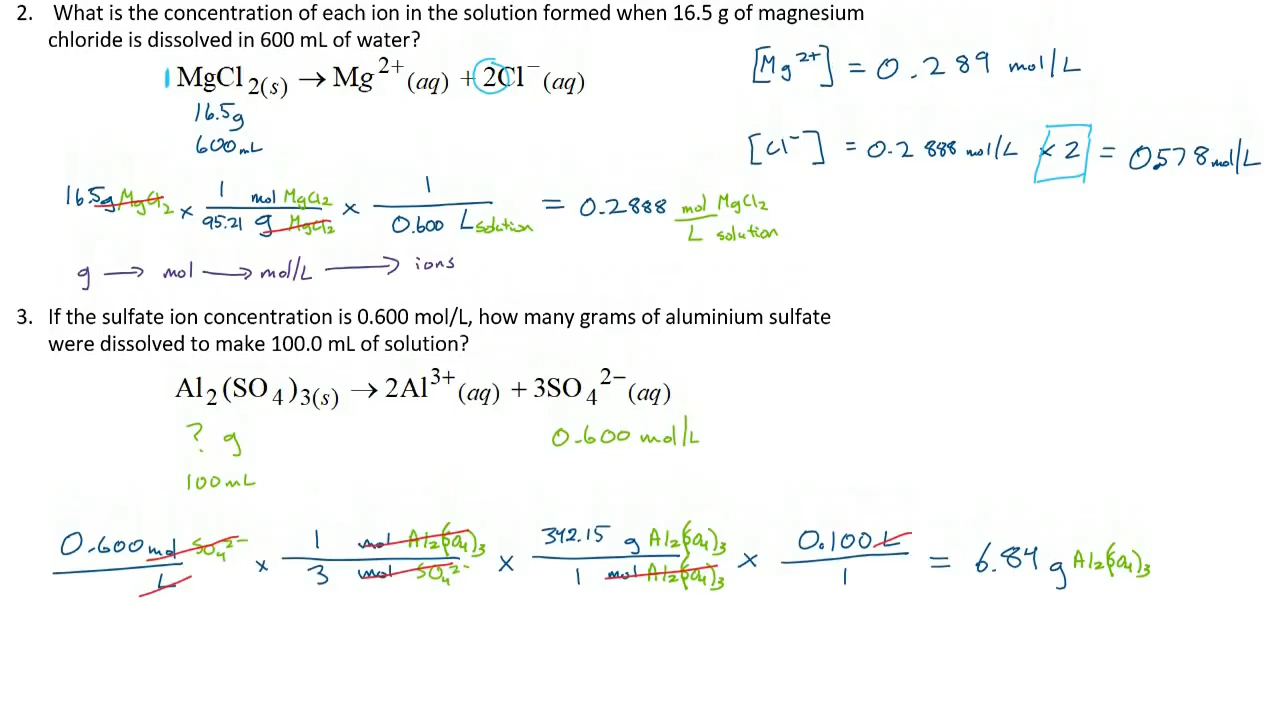 2. What is the concentration of each ion in the solution formed when 16.5 g of magnesium
chloride is dissolved in 600 mL of water?
1 MgCl₂(s) → Mg²⁺(aq) + 2Cl⁻(aq)
16.5g
600mL
[Mg²⁺] = 0.289 mol/L
[Cl⁻] = 0.2888 mol/L × 2 = 0578 mol/L
16.5g MgCl₂ × 1 mol MgCl₂ / 95.21 g MgCl₂ × 1 / 0.600 L solution = 0.2888 mol MgCl₂ / L solution
g → mol → mol/L → ions
3. If the sulfate ion concentration is 0.600 mol/L, how many grams of aluminium sulfate
were dissolved to make 100.0 mL of solution?
Al₂(SO₄)₃(s) → 2Al³⁺(aq) + 3SO₄²⁻(aq)
? g
0.600 mol/L
100mL
0.600 mol SO₄²⁻ / L × 1 mol Al₂(SO₄)₃ / 3 mol SO₄²⁻ × 342.15 g Al₂(SO₄)₃ / 1 mol Al₂(SO₄)₃ × 0.100 L / 1 = 6.84 g Al₂(SO₄)₃